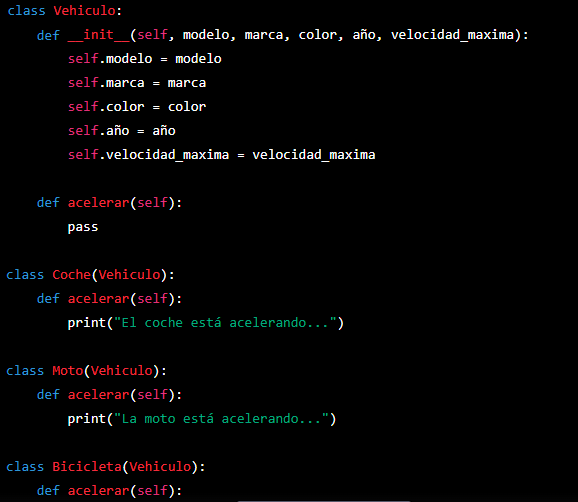 class Vehiculo:
    def __init__(self, modelo, marca, color, año, velocidad_maxima):
        self.modelo = modelo
        self.marca = marca
        self.color = color
        self.año = año
        self.velocidad_maxima = velocidad_maxima

    def acelerar(self):
        pass

class Coche(Vehiculo):
    def acelerar(self):
        print("El coche está acelerando...")

class Moto(Vehiculo):
    def acelerar(self):
        print("La moto está acelerando...")

class Bicicleta(Vehiculo):
    def acelerar(self):